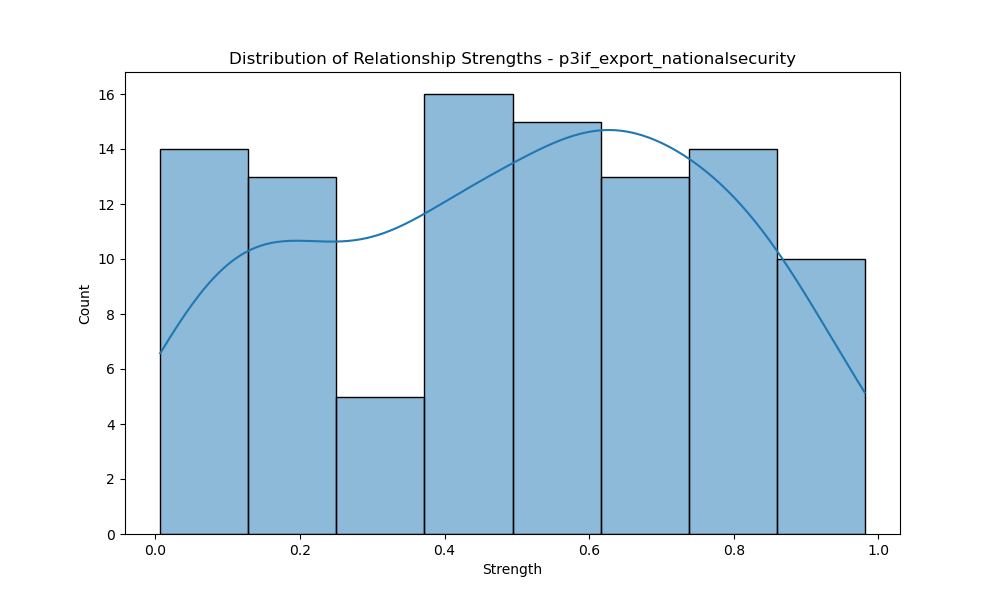 Distribution of Relationship Strengths - p3if_export_nationalsecurity
16
14
12
10
8
6
4
2
0
Count
0.0 0.2 0.4 0.6 0.8 1.0
Strength